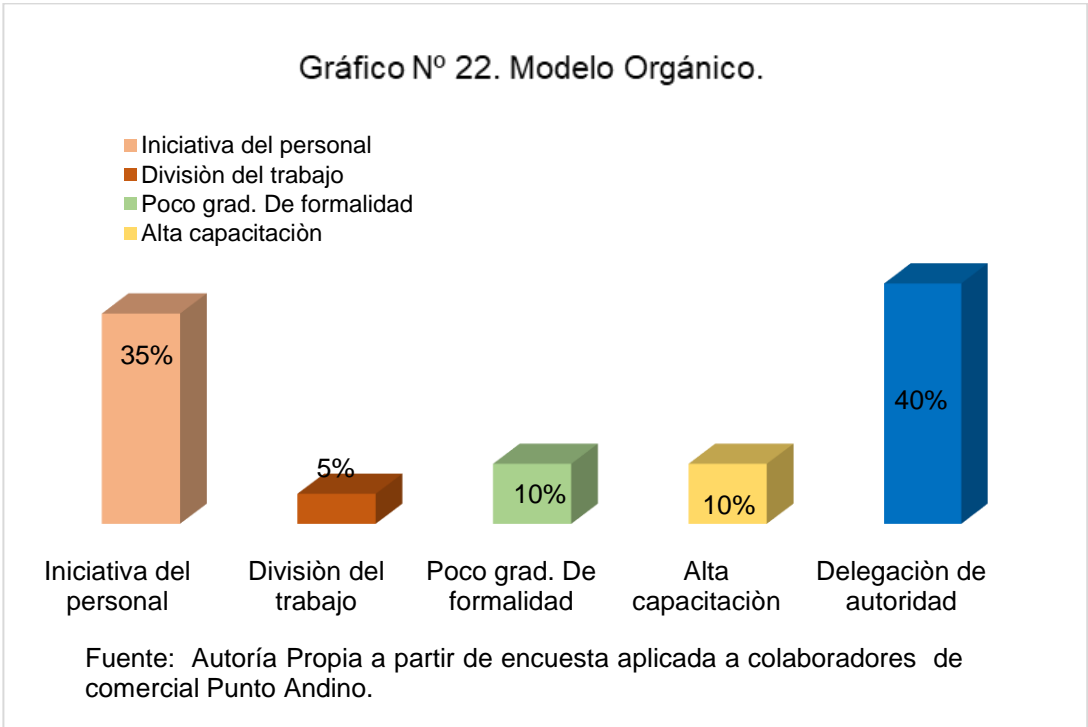 Gráfico Nº 22. Modelo Orgánico.
Iniciativa del personal
Divisiòn del trabajo
Poco grad. De formalidad
Alta capacitaciòn
35%
5%
10%
10%
40%
Iniciativa del
personal
Divisiòn del
trabajo
Poco grad. De
formalidad
Alta
capacitaciòn
Delegaciòn de
autoridad
Fuente:  Autoría Propia a partir de encuesta aplicada a colaboradores  de
comercial Punto Andino.